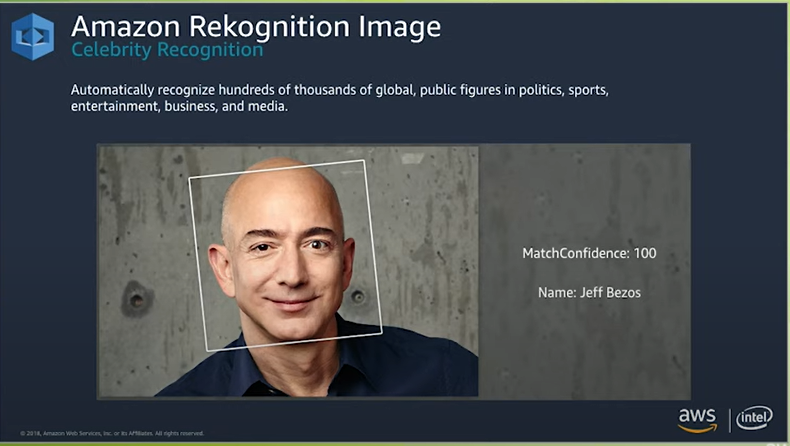 Amazon Rekognition Image
Celebrity Recognition
Automatically recognize hundreds of thousands of global, public figures in politics, sports,
entertainment, business, and media.
MatchConfidence: 100
Name: Jeff Bezos
© 2018, Amazon Web Services, Inc. or its Affiliates. All rights reserved.
aws
intel